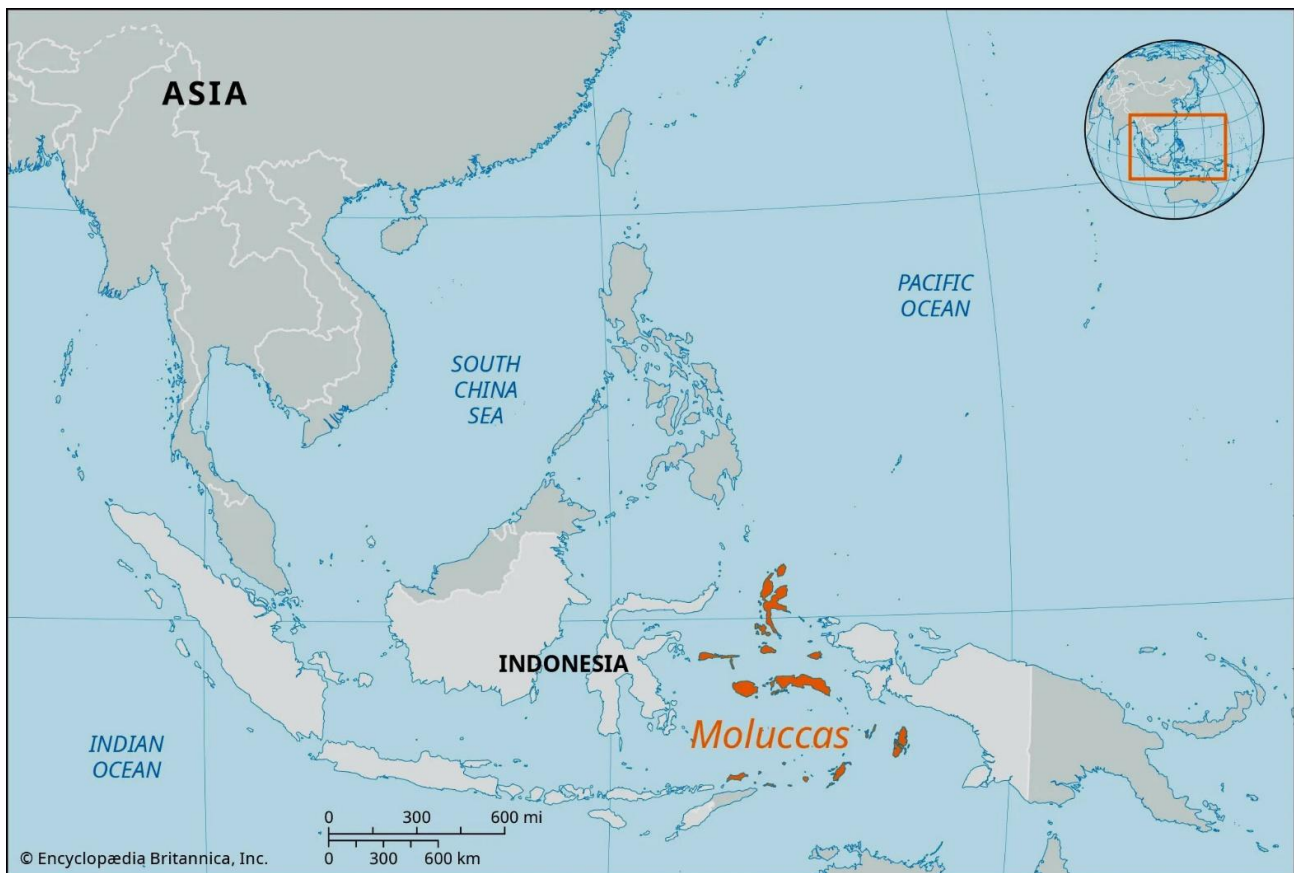 ASIA
PACIFIC
OCEAN
SOUTH
CHINA
SEA
INDONESIA
Moluccas
INDIAN
OCEAN
0 300 600 mi
0 300 600 km
© Encyclopædia Britannica, Inc.